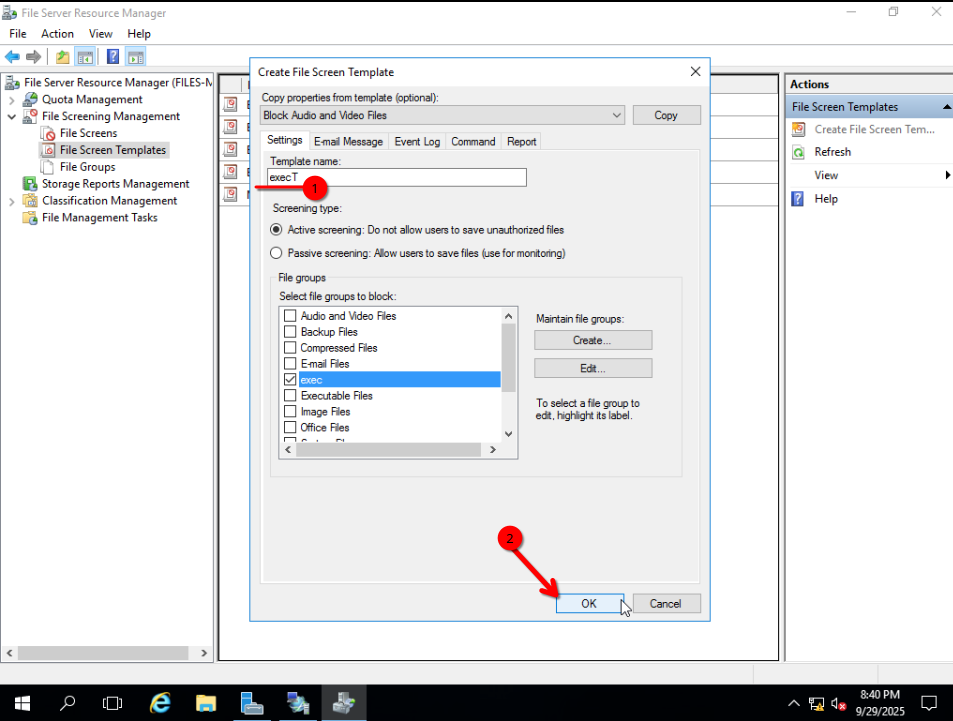 File Server Resource Manager
File Action View Help
File Server Resource Manager (FILES-M
Quota Management
File Screening Management
File Screens
File Screen Templates
File Groups
Storage Reports Management
Classification Management
File Management Tasks
Create File Screen Template
Copy properties from template (optional):
Block Audio and Video Files
Copy
Settings E-mail Message Event Log Command Report
Template name:
execT
1
Screening type:
Active screening: Do not allow users to save unauthorized files
Passive screening: Allow users to save files (use for monitoring)
File groups
Select file groups to block:
Audio and Video Files
Backup Files
Compressed Files
E-mail Files
exec
Executable Files
Image Files
Office Files
Maintain file groups:
Create...
Edit...
To select a file group to
edit, highlight its label.
2
OK Cancel
Actions
File Screen Templates
Create File Screen Tem...
Refresh
View
Help
8:40 PM
9/29/2025